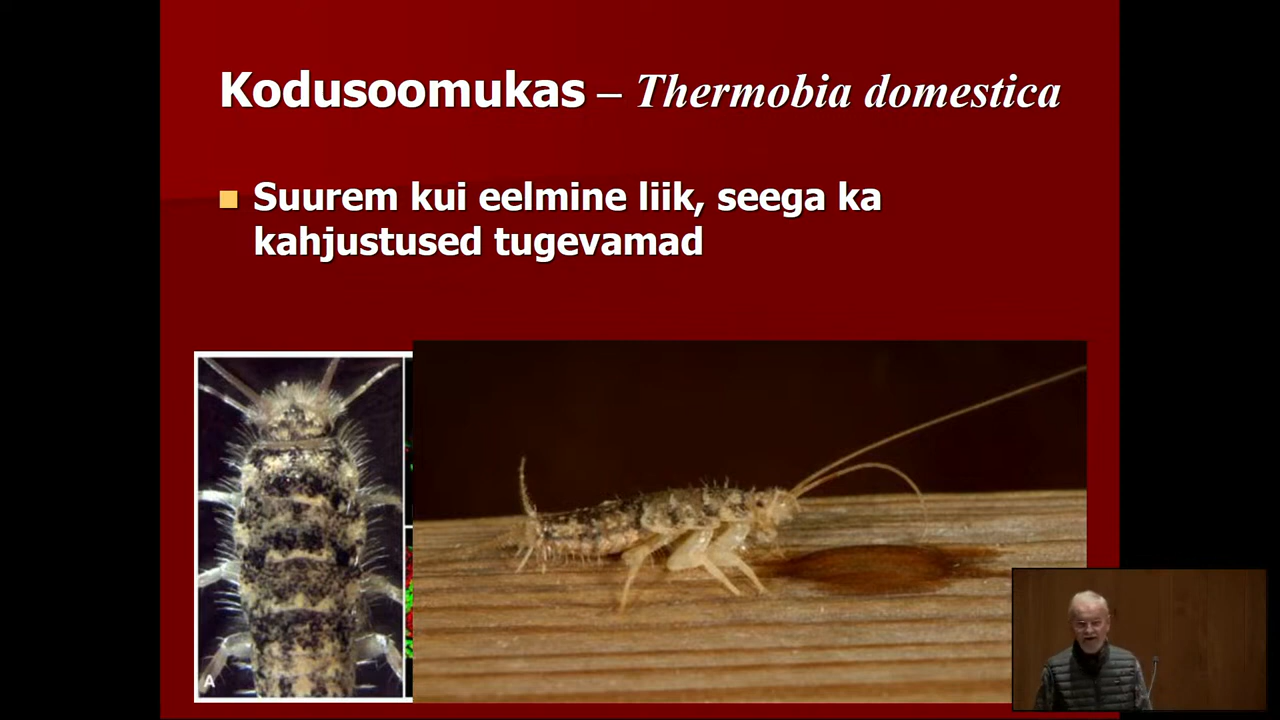 Kodusoomukas – Thermobia domestica
Suurem kui eelmine liik, seega ka
kahjustused tugevamad
A